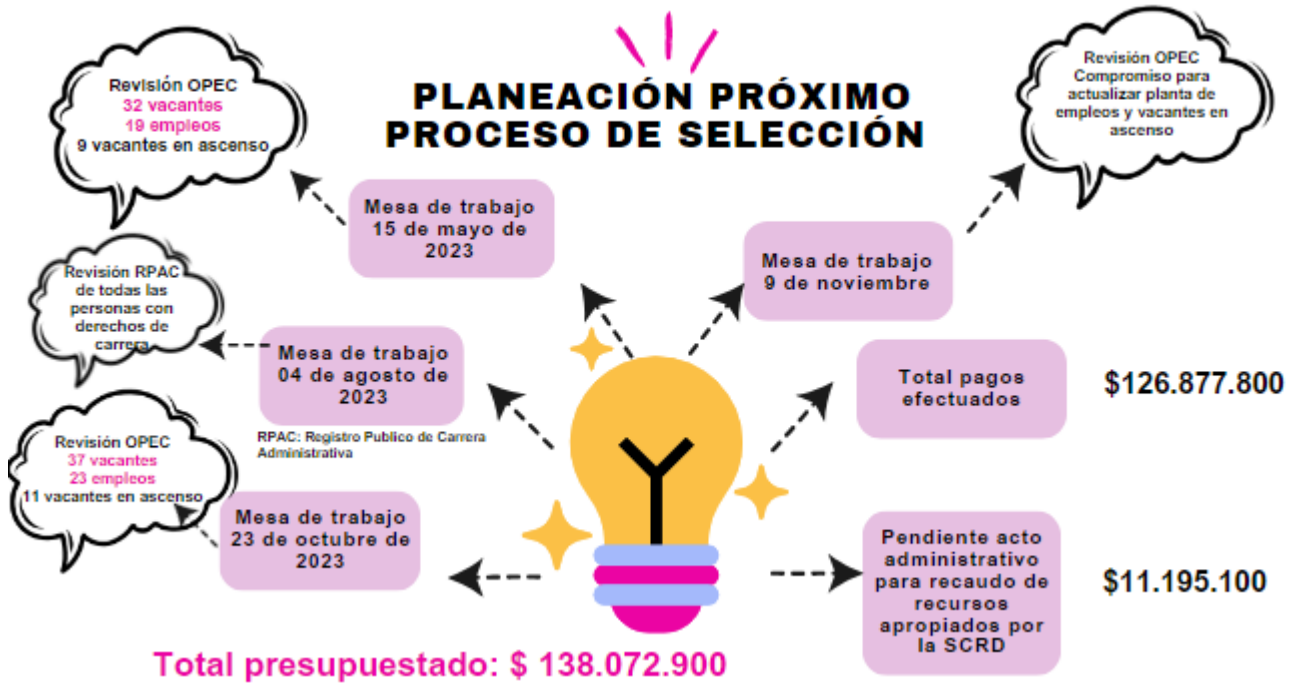 PLANEACIÓN PRÓXIMO
PROCESO DE SELECCIÓN
Revisión OPEC
32 vacantes
19 empleos
9 vacantes en ascenso
Mesa de trabajo
15 de mayo de
2023
Revisión RPAC
de todas las
personas con
derechos de
carrera
Mesa de trabajo
04 de agosto de
2023
RPAC: Registro Publico de Carrera
Administrativa
Revisión OPEC
37 vacantes
23 empleos
11 vacantes en ascenso
Mesa de trabajo
23 de octubre de
2023
Revisión OPEC
Compromiso para
actualizar planta de
empleos y vacantes en
ascenso
Mesa de trabajo
9 de noviembre
Total pagos
efectuados
$126.877.800
Pendiente acto
administrativo
para recaudo de
recursos
apropiados por
la SCRD
$11.195.100
Total presupuestado: $ 138.072.900